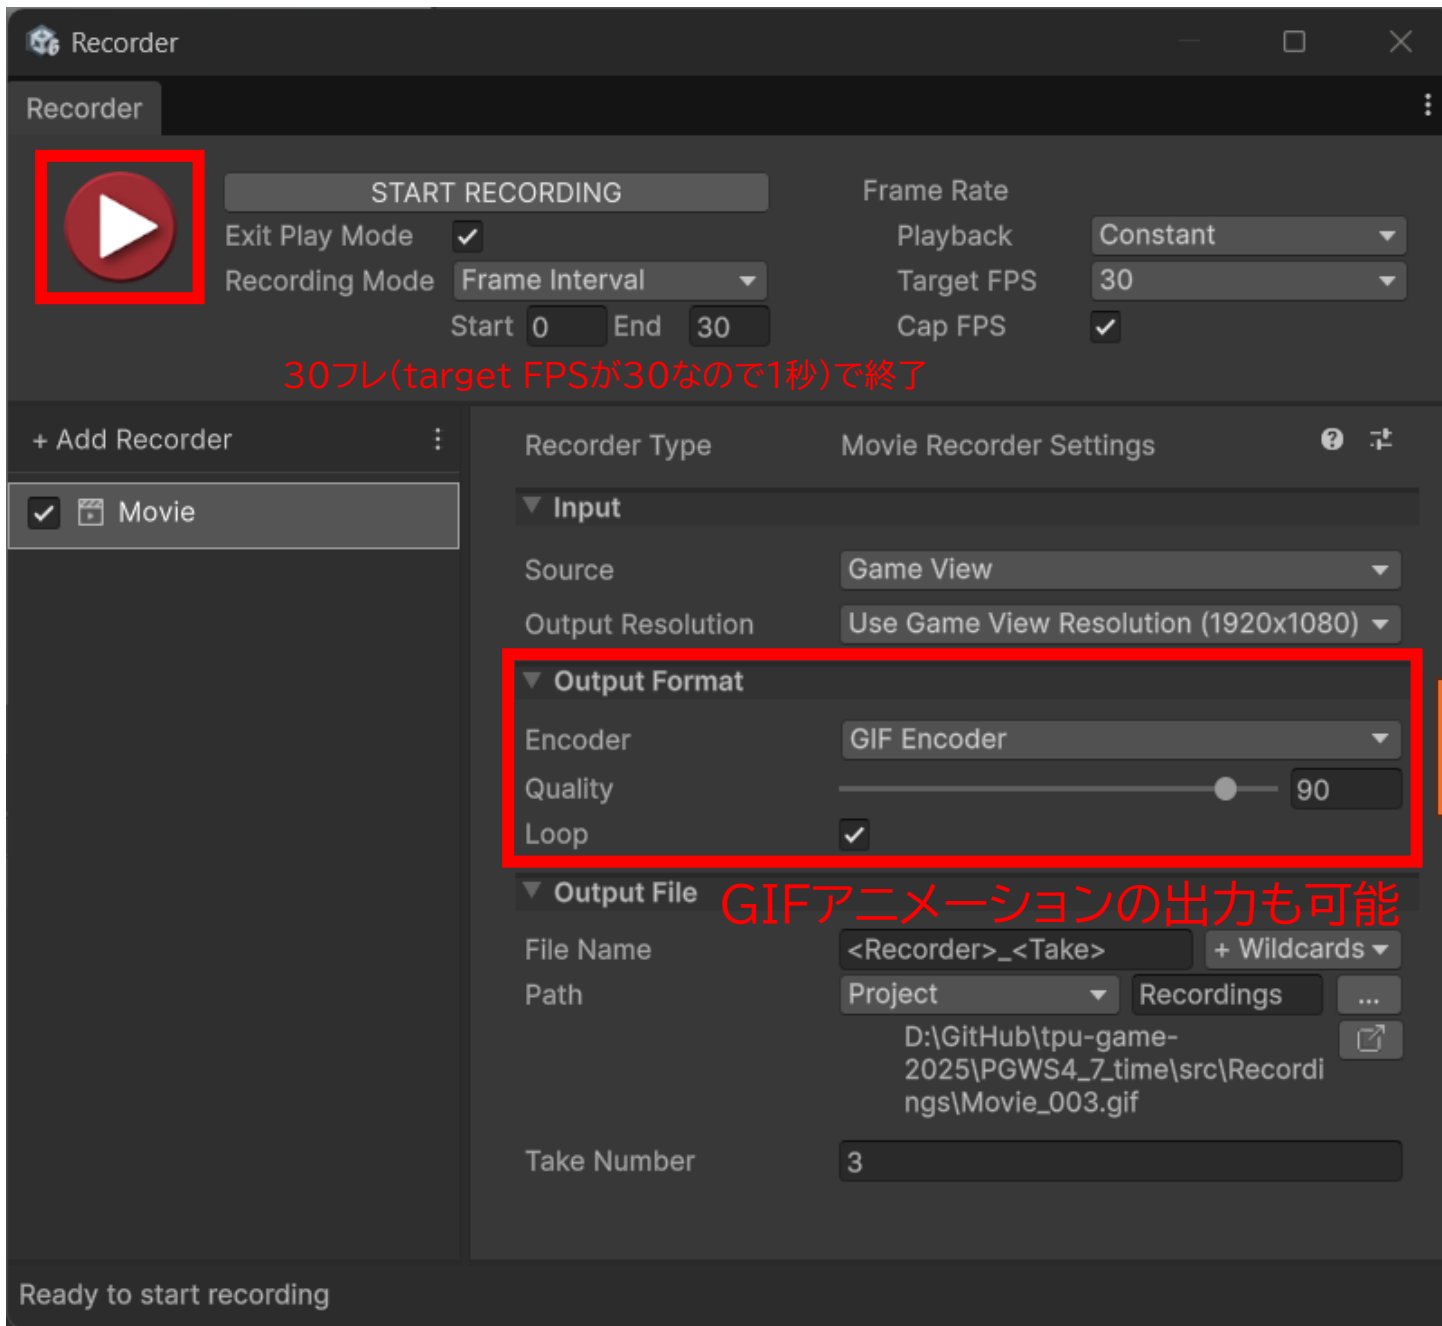 Recorder
Recorder
START RECORDING
Exit Play Mode
Recording Mode Frame Interval
Start 0 End 30
Frame Rate
Playback Constant
Target FPS 30
Cap FPS
30フレ(target FPSが30なので1秒)で終了
+ Add Recorder
Movie
Recorder Type Movie Recorder Settings
Input
Source Game View
Output Resolution Use Game View Resolution (1920x1080)
Output Format
Encoder GIF Encoder
Quality 90
Loop
Output File
GIFアニメーションの出力も可能
File Name <Recorder>_<Take> + Wildcards
Path Project Recordings ...
D:\GitHub\tpu-game-
2025\PGWS4_7_time\src\Recordi
ngs\Movie_003.gif
Take Number 3
Ready to start recording